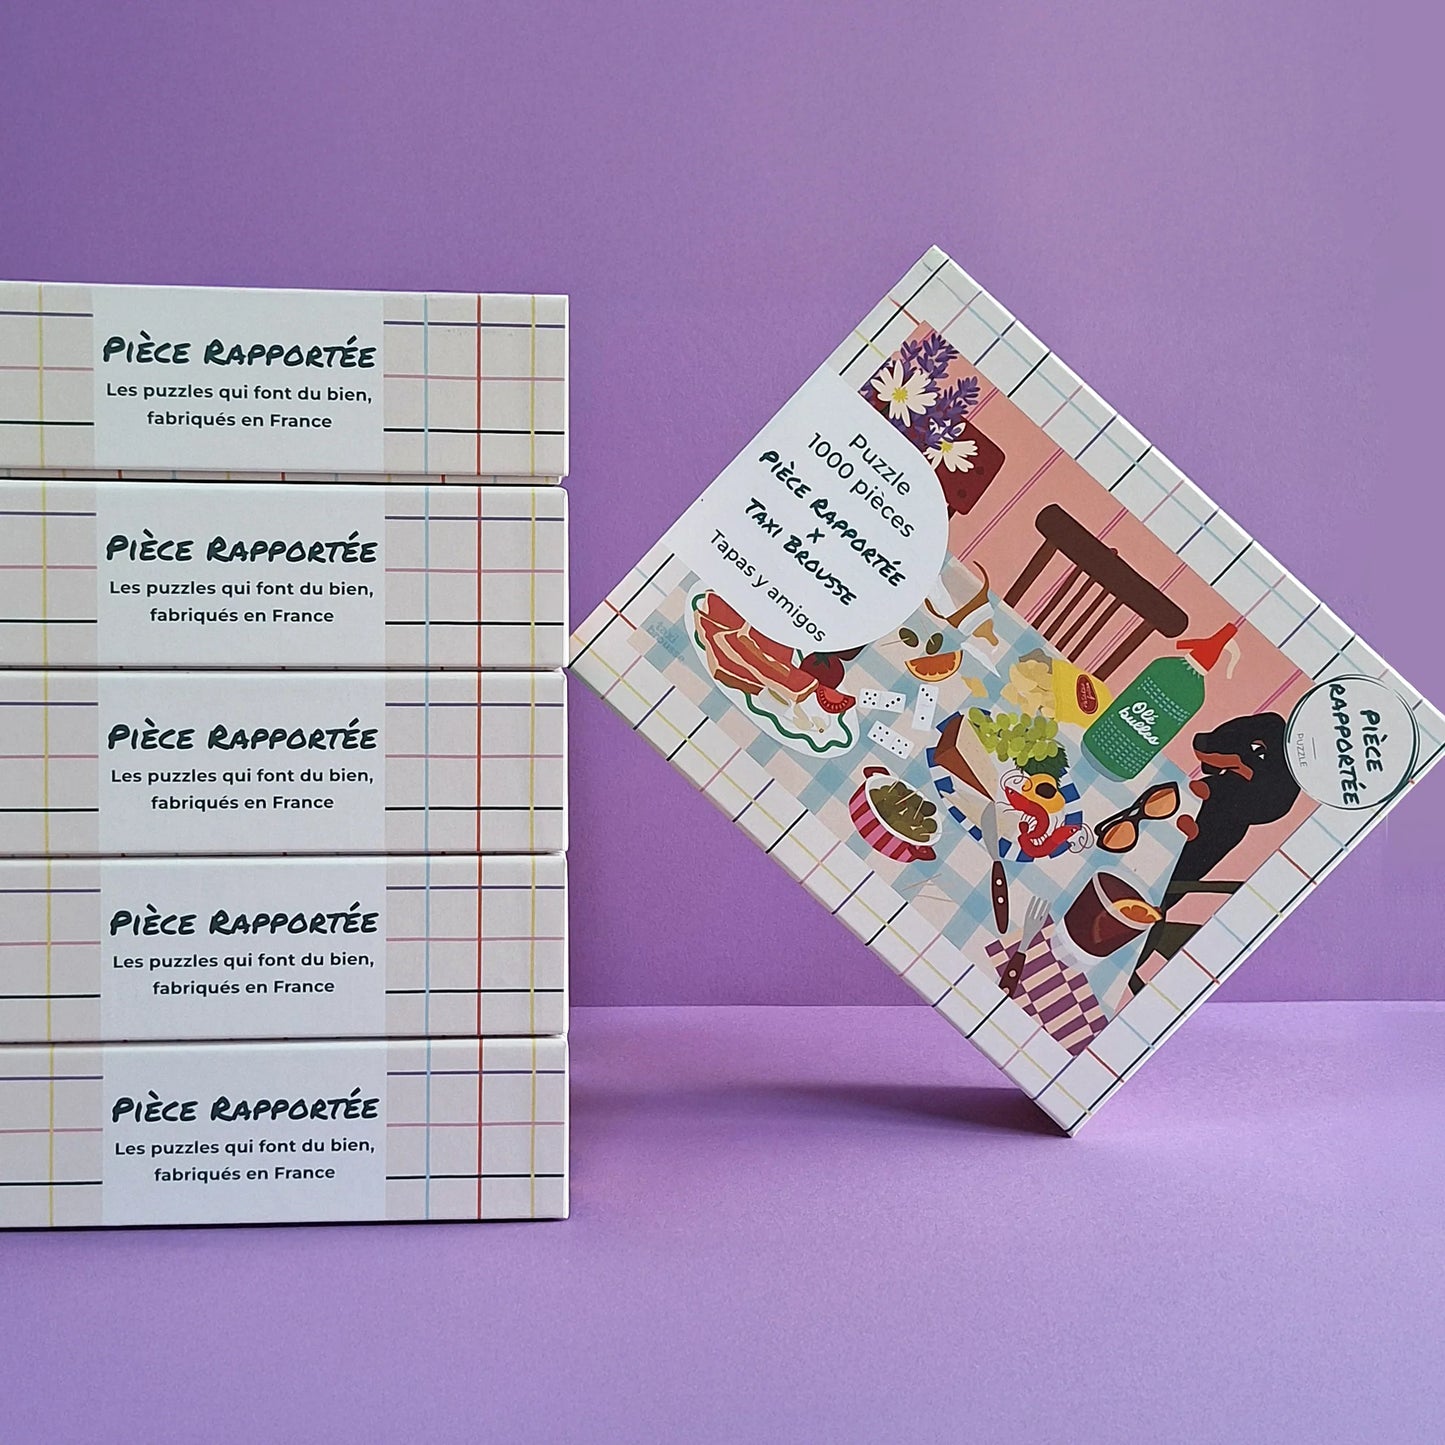 PIÈCE RAPPORTÉE
Les puzzles qui font du bien,
fabriqués en France
PIÈCE RAPPORTÉE
Les puzzles qui font du bien,
fabriqués en France
PIÈCE RAPPORTÉE
Les puzzles qui font du bien,
fabriqués en France
PIÈCE RAPPORTÉE
Les puzzles qui font du bien,
fabriqués en France
PIÈCE RAPPORTÉE
Les puzzles qui font du bien,
fabriqués en France
Puzzle
1000 pièces
PIÈCE RAPPORTÉE
X
TAXI BROUSSE
Tapas y amigos
taxi
brousse
Olé
bulles
PIÈCE
RAPPORTÉE
PUZZLE